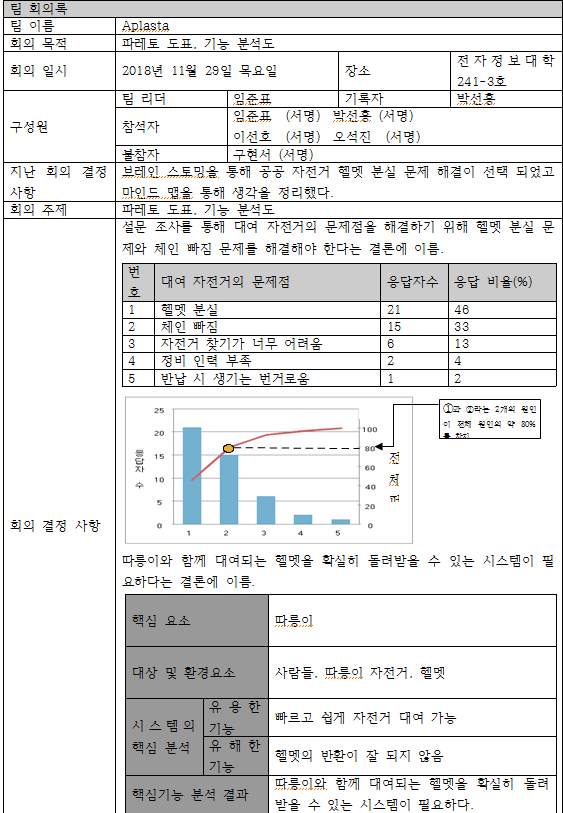 팀 회의록
팀 이름 Aplasta
회의 목적 파레토 도표, 기능 분석도
회의 일시 2018년 11월 29일 목요일 장소 전자정보대학 241-3호
구성원 팀 리더 임준표 기록자 박선홍
참석자 임준표 (서명) 박선홍 (서명)
이선호 (서명) 오석진 (서명)
불참자 구현서 (서명)
지난 회의 결정 사항 브레인 스토밍을 통해 공공 자전거 헬멧 분실 문제 해결이 선택 되었고
마인드 맵을 통해 생각을 정리했다.
회의 주제 파레토 도표, 기능 분석도
회의 결정 사항
설문 조사를 통해 대여 자전거의 문제점을 해결하기 위해 헬멧 분실 문
제와 체인 빠짐 문제를 해결해야 한다는 결론에 이름.
번호 대여 자전거의 문제점 응답자수 응답 비율(%)
1 헬멧 분실 21 46
2 체인 빠짐 15 33
3 자전거 찾기가 너무 어려움 6 13
4 정비 인력 부족 2 4
5 반납 시 생기는 번거로움 1 2
25
20
15
10
5
0
응답자 수
1 2 3 4 5
100
80
60
40
20
0
전
체
①과 ②라는 2개의 원인
이 전체 원인의 약 80%
를 차지
따릉이와 함께 대여되는 헬멧을 확실히 돌려받을 수 있는 시스템이 필
요하다는 결론에 이름.
핵심 요소 따릉이
대상 및 환경요소 사람들, 따릉이 자전거, 헬멧
시스템의 핵심 분석
유용한 기능 빠르고 쉽게 자전거 대여 가능
유해한 기능 헬멧의 반환이 잘 되지 않음
핵심기능 분석 결과 따릉이와 함께 대여되는 헬멧을 확실히 돌려
받을 수 있는 시스템이 필요하다.